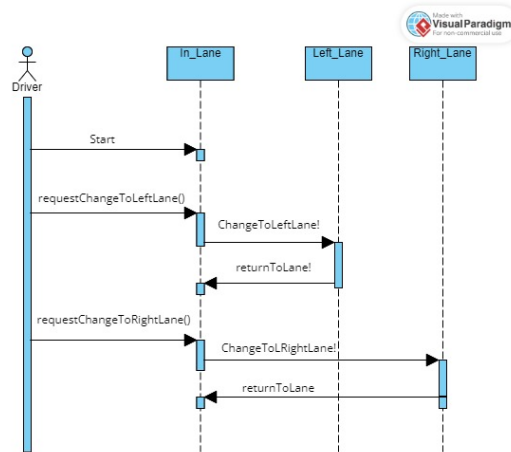 Made with
Visual Paradigm
For non-commercial use
In_Lane
Left_Lane
Right_Lane
Driver
Start
requestChangeToLeftLane()
ChangeToLeftLane!
returnToLane!
requestChangeToRightLane()
ChangeToLRightLane!
returnToLane